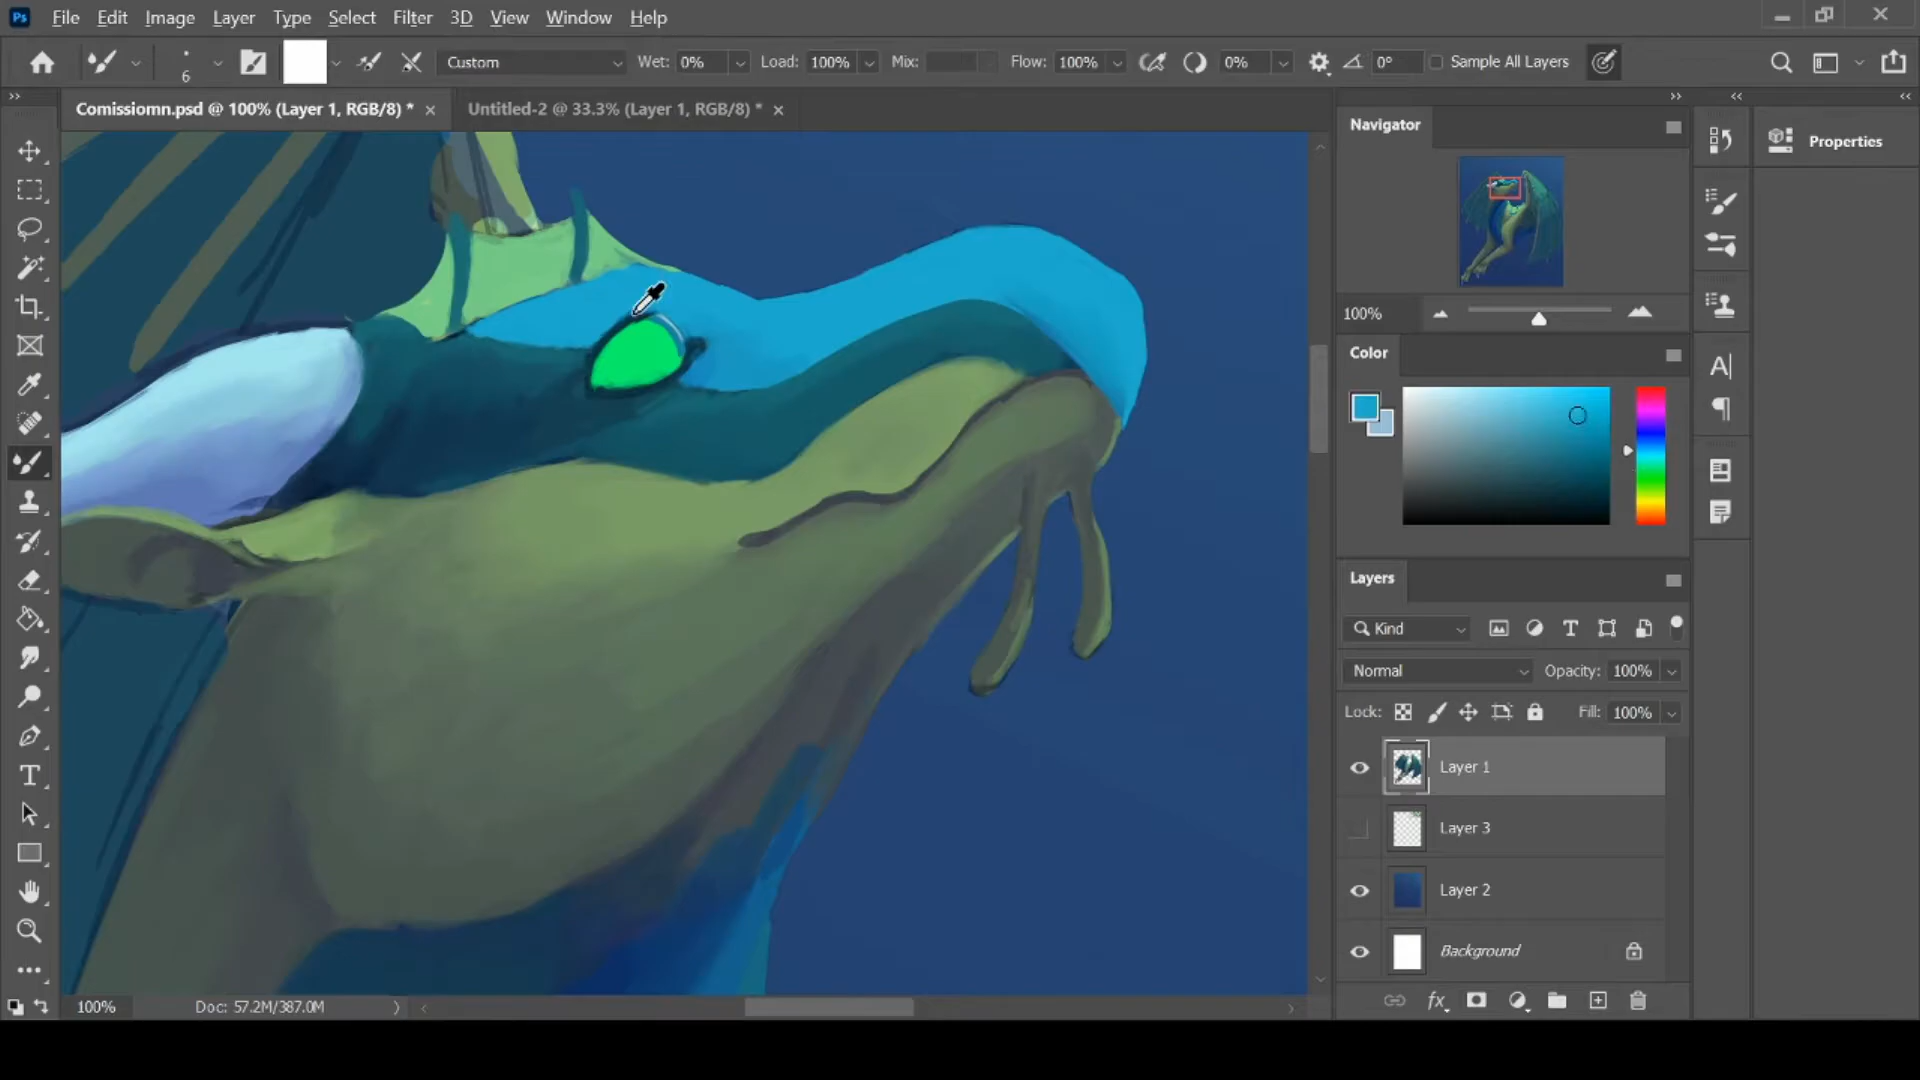 Ps File Edit Image Layer Type Select Filter 3D View Window Help
6 Custom Wet: 0% Load: 100% Mix: Flow: 100% 0% 0° Sample All Layers
Comissiomn.psd @ 100% (Layer 1, RGB/8) * Untitled-2 @ 33.3% (Layer 1, RGB/8) *
Navigator
Properties
100%
Color
Layers
Kind
Normal Opacity: 100%
Lock: Fill: 100%
Layer 1
Layer 3
Layer 2
Background
100% Doc: 57.2M/387.0M